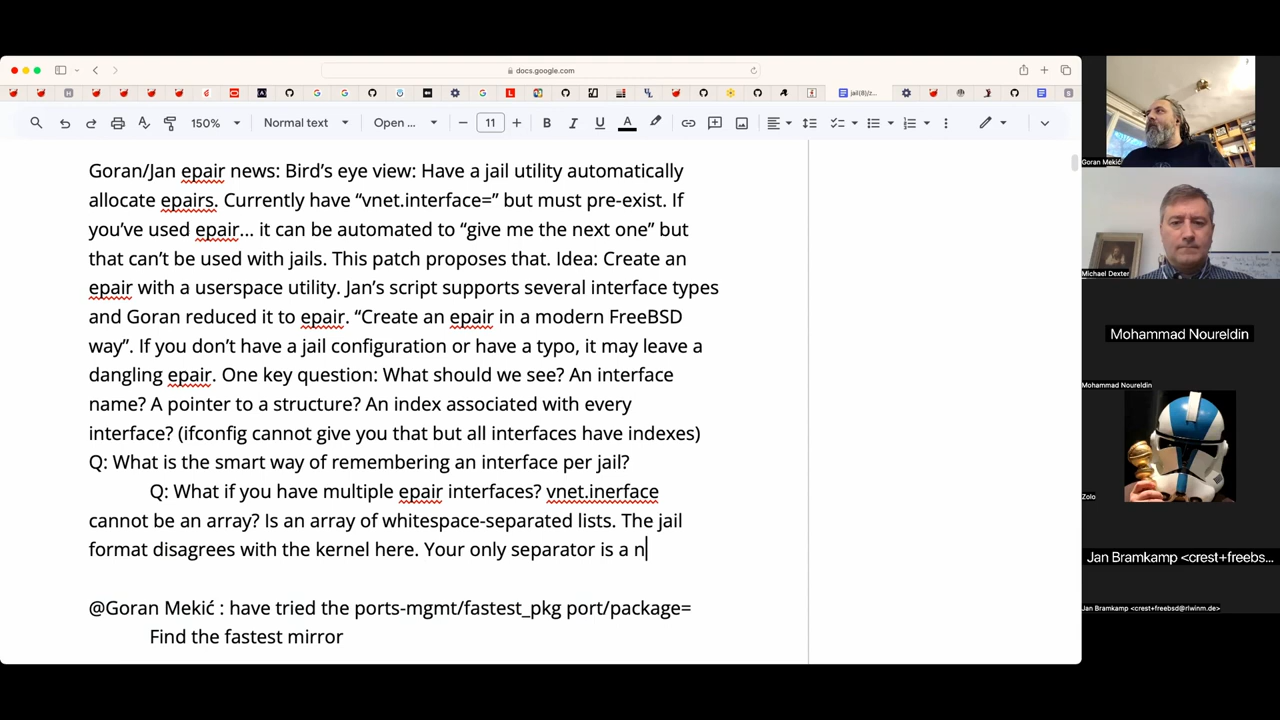 docs.google.com
jail(8)/z...
150%
Normal text
Open ...
11
Goran/Jan epair news: Bird’s eye view: Have a jail utility automatically
allocate epairs. Currently have “vnet.interface=” but must pre-exist. If
you’ve used epair... it can be automated to “give me the next one” but
that can’t be used with jails. This patch proposes that. Idea: Create an
epair with a userspace utility. Jan’s script supports several interface types
and Goran reduced it to epair. “Create an epair in a modern FreeBSD
way”. If you don’t have a jail configuration or have a typo, it may leave a
dangling epair. One key question: What should we see? An interface
name? A pointer to a structure? An index associated with every
interface? (ifconfig cannot give you that but all interfaces have indexes)
Q: What is the smart way of remembering an interface per jail?
Q: What if you have multiple epair interfaces? vnet.inerface
cannot be an array? Is an array of whitespace-separated lists. The jail
format disagrees with the kernel here. Your only separator is a n
@Goran Mekić : have tried the ports-mgmt/fastest_pkg port/package=
Find the fastest mirror
Goran Mekić
Michael Dexter
Mohammad Noureldin
Mohammad Noureldin
Zolo
Jan Bramkamp <crest+freebs...
Jan Bramkamp <crest+freebsd@rlwinm.de>